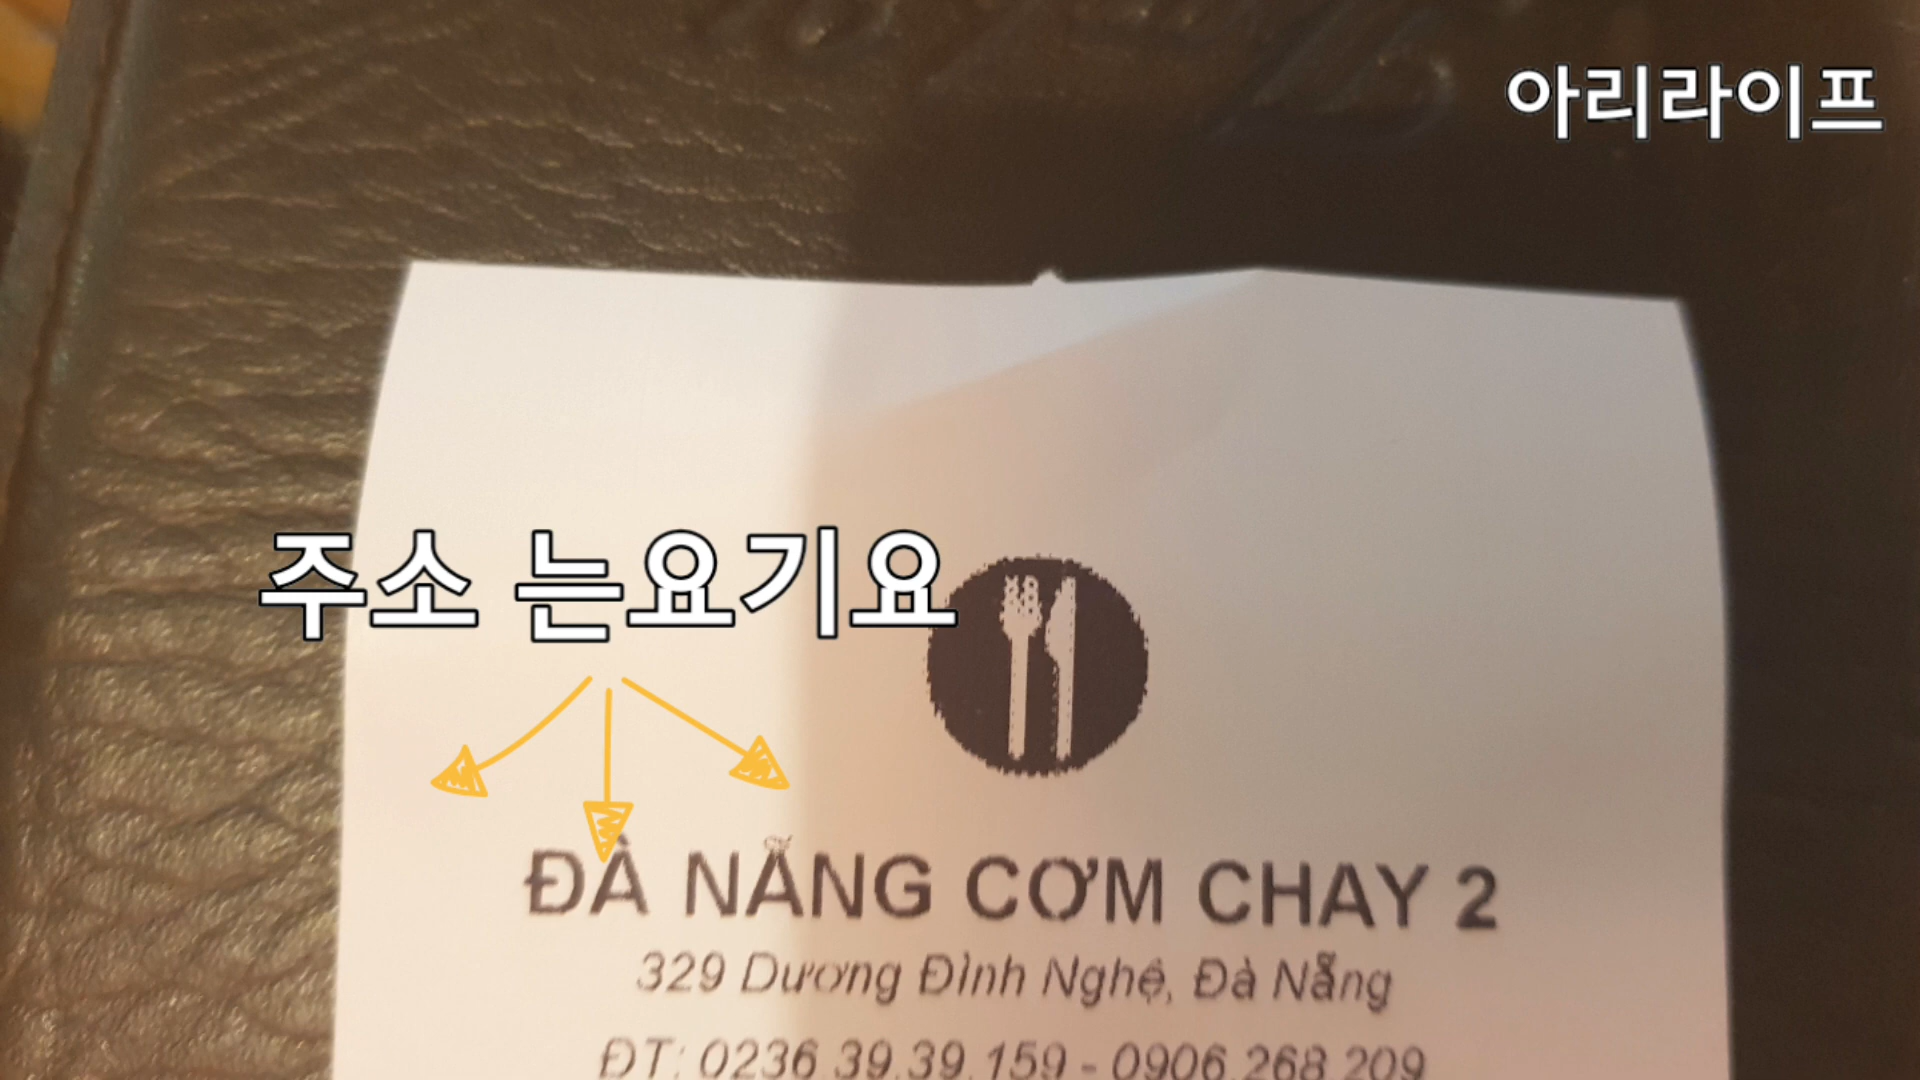 아리라이프
주소 는요기요
ĐÀ NẴNG CƠM CHAY 2
329 Dương Đình Nghệ, Đà Nẵng
ĐT: 0236 39.39.159 - 0906.268.209